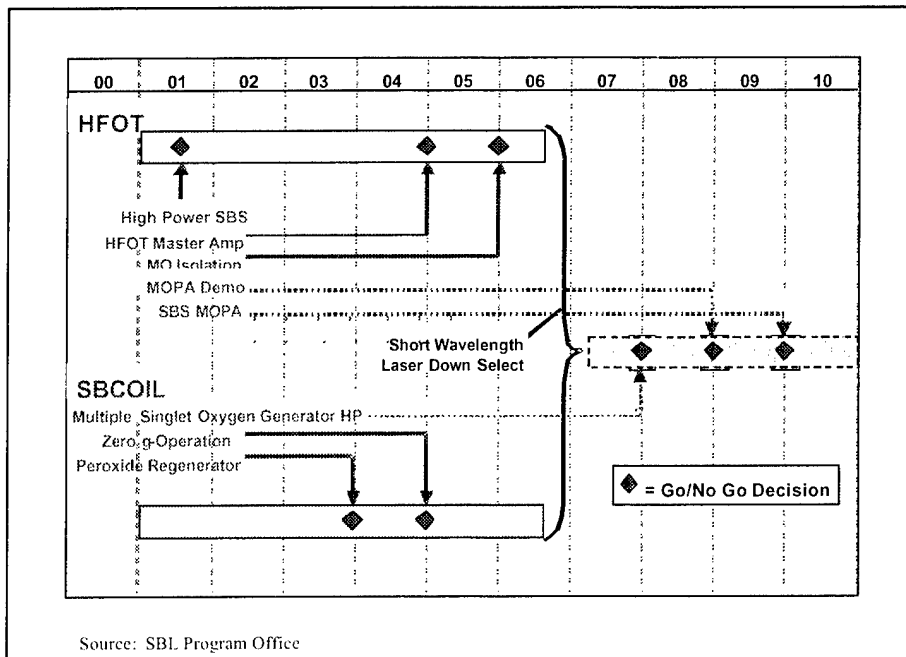 00 01 02 03 04 05 06 07 08 09 10
HFOT
High Power SBS
HFOT Master Amp
MO Isolation
MOPA Demo
SBS MOPA
Short Wavelength
Laser Down Select
SBCOIL
Multiple Singlet Oxygen Generator HP
Zero g-Operation
Peroxide Regenerator
= Go/No Go Decision
Source: SBL Program Office